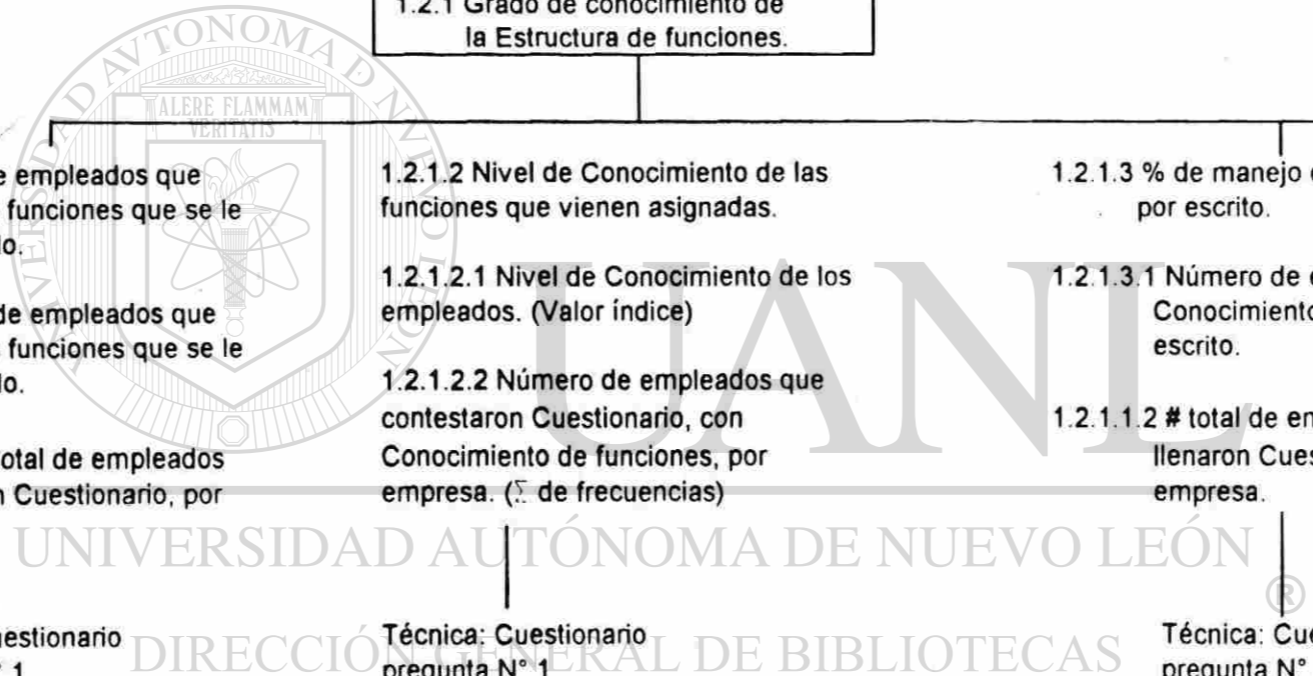 1.2.1 Grado de conocimiento de
la Estructura de funciones.
empleados que
funciones que se le
de empleados que
funciones que se le
total de empleados
Cuestionario, por
1
1.2.1.2 Nivel de Conocimiento de las
funciones que vienen asignadas.
1.2.1.2.1 Nivel de Conocimiento de los
empleados. (Valor índice)
1.2.1.2.2 Número de empleados que
contestaron Cuestionario, con
Conocimiento de funciones, por
empresa. (∑ de frecuencias)
Técnica: Cuestionario
pregunta N° 1
1.2.1.3 % de manejo
por escrito.
1.2.1.3.1 Número de
Conocimiento
escrito.
1.2.1.1.2 # total de
llenaron
empresa.
Técnica:
pregunta N°
UNIVERSIDAD AUTÓNOMA DE NUEVO LEÓN
ALERE FLAMMAM
VERITATIS
UANL
UNIVERSIDAD AUTÓNOMA DE NUEVO LEÓN
®
DIRECCIÓN GENERAL DE BIBLIOTECAS